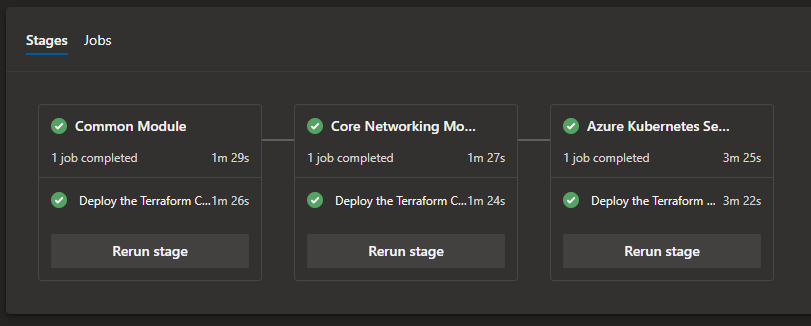 Stages Jobs
Common Module
1 job completed 1m 29s
Deploy the Terraform C... 1m 26s
Rerun stage
Core Networking Mo...
1 job completed 1m 27s
Deploy the Terraform C... 1m 24s
Rerun stage
Azure Kubernetes Se...
1 job completed 3m 25s
Deploy the Terraform ... 3m 22s
Rerun stage